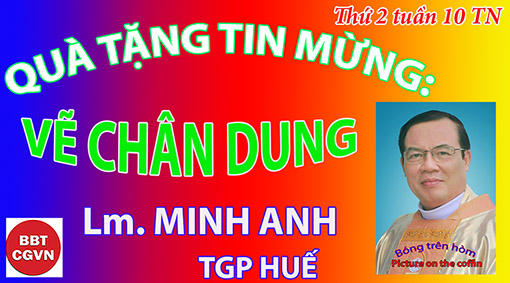 Thứ 2 tuần 10 TN
QUÀ TẶNG TIN MỪNG:
VẼ CHÂN DUNG
Lm. MINH ANH
TGP HUẾ
BBT
CGVN
Bóng trên hòm
Picture on the coffin